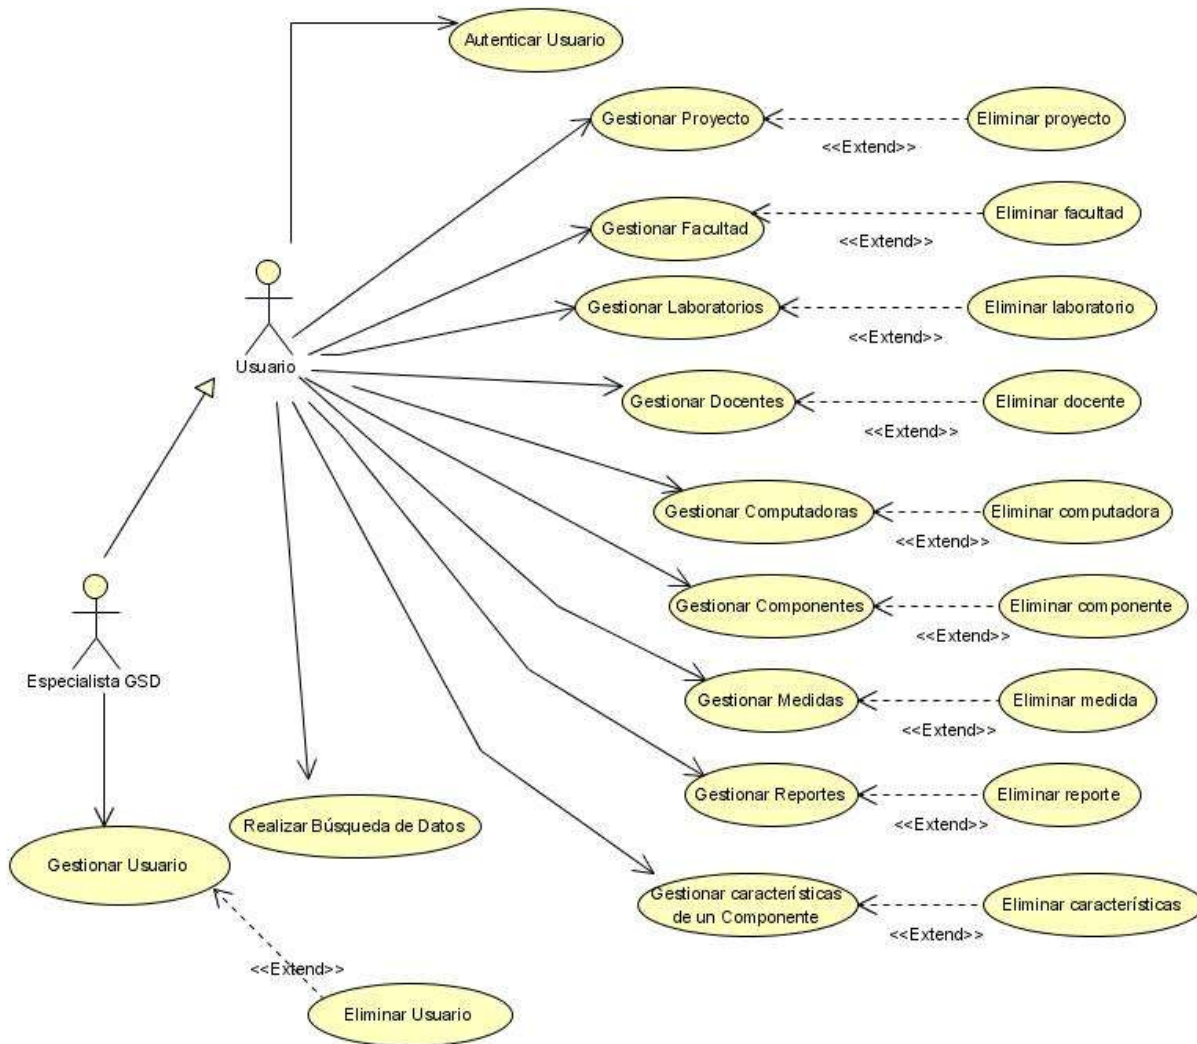 Autenticar Usuario
Gestionar Proyecto
Eliminar proyecto
<<Extend>>
Gestionar Facultad
Eliminar facultad
<<Extend>>
Gestionar Laboratorios
Eliminar laboratorio
<<Extend>>
Usuario
Gestionar Docentes
Eliminar docente
<<Extend>>
Gestionar Computadoras
Eliminar computadora
<<Extend>>
Gestionar Componentes
Eliminar componente
<<Extend>>
Especialista GSD
Gestionar Medidas
Eliminar medida
<<Extend>>
Gestionar Reportes
Eliminar reporte
<<Extend>>
Realizar Búsqueda de Datos
Gestionar Usuario
Gestionar características
de un Componente
Eliminar características
<<Extend>>
<<Extend>>
Eliminar Usuario